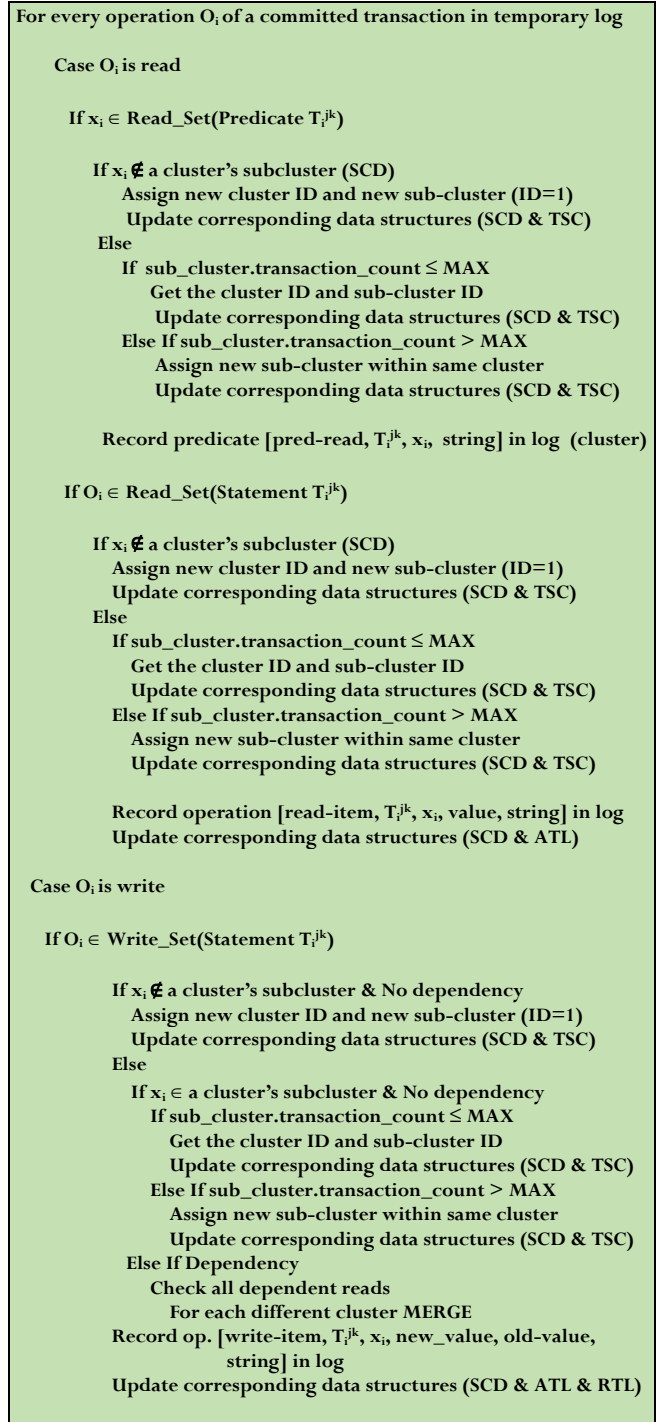 For every operation Oᵢ of a committed transaction in temporary log
Case Oᵢ is read
If xᵢ ∈ Read_Set(Predicate Tᵢʲᵏ)
If xᵢ ∉ a cluster’s subcluster (SCD)
Assign new cluster ID and new sub-cluster (ID=1)
Update corresponding data structures (SCD & TSC)
Else
If sub_cluster.transaction_count ≤ MAX
Get the cluster ID and sub-cluster ID
Update corresponding data structures (SCD & TSC)
Else If sub_cluster.transaction_count > MAX
Assign new sub-cluster within same cluster
Update corresponding data structures (SCD & TSC)
Record predicate [pred-read, Tᵢʲᵏ, xᵢ, string] in log (cluster)
If Oᵢ ∈ Read_Set(Statement Tᵢʲᵏ)
If xᵢ ∉ a cluster’s subcluster (SCD)
Assign new cluster ID and new sub-cluster (ID=1)
Update corresponding data structures (SCD & TSC)
Else
If sub_cluster.transaction_count ≤ MAX
Get the cluster ID and sub-cluster ID
Update corresponding data structures (SCD & TSC)
Else If sub_cluster.transaction_count > MAX
Assign new sub-cluster within same cluster
Update corresponding data structures (SCD & TSC)
Record operation [read-item, Tᵢʲᵏ, xᵢ, value, string] in log
Update corresponding data structures (SCD & ATL)
Case Oᵢ is write
If Oᵢ ∈ Write_Set(Statement Tᵢʲᵏ)
If xᵢ ∉ a cluster’s subcluster & No dependency
Assign new cluster ID and new sub-cluster (ID=1)
Update corresponding data structures (SCD & TSC)
Else
If xᵢ ∈ a cluster’s subcluster & No dependency
If sub_cluster.transaction_count ≤ MAX
Get the cluster ID and sub-cluster ID
Update corresponding data structures (SCD & TSC)
Else If sub_cluster.transaction_count > MAX
Assign new sub-cluster within same cluster
Update corresponding data structures (SCD & TSC)
Else If Dependency
Check all dependent reads
For each different cluster MERGE
Record op. [write-item, Tᵢʲᵏ, xᵢ, new_value, old-value,
string] in log
Update corresponding data structures (SCD & ATL & RTL)